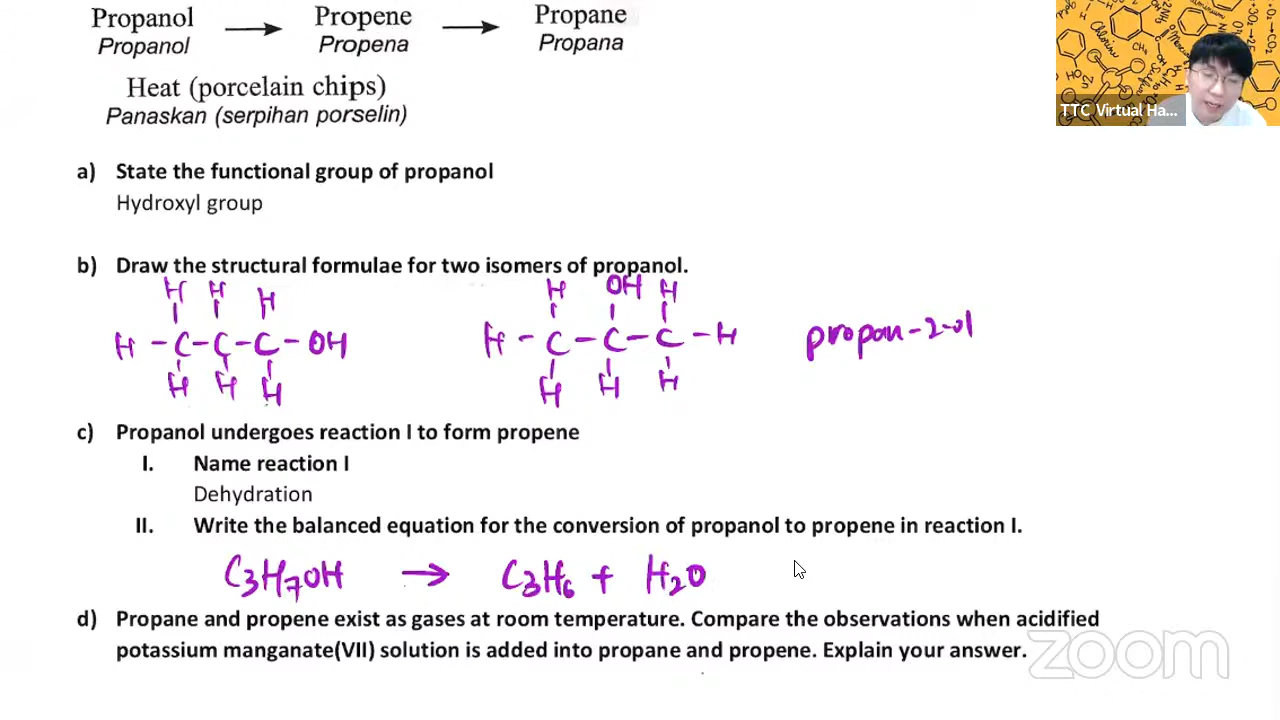 Propanol → Propene → Propane
Propanol Propena Propana
Heat (porcelain chips)
Panaskan (serpihan porselin)
TTC Virtual Ha...
a) State the functional group of propanol
Hydroxyl group
b) Draw the structural formulae for two isomers of propanol.
H H H H OH H
H - C - C - C - OH H - C - C - C - H propan-2-ol
H H H H H H
c) Propanol undergoes reaction I to form propene
I. Name reaction I
Dehydration
II. Write the balanced equation for the conversion of propanol to propene in reaction I.
C₃H₇OH → C₃H₆ + H₂O
d) Propane and propene exist as gases at room temperature. Compare the observations when acidified
potassium manganate(VII) solution is added into propane and propene. Explain your answer.
zoom